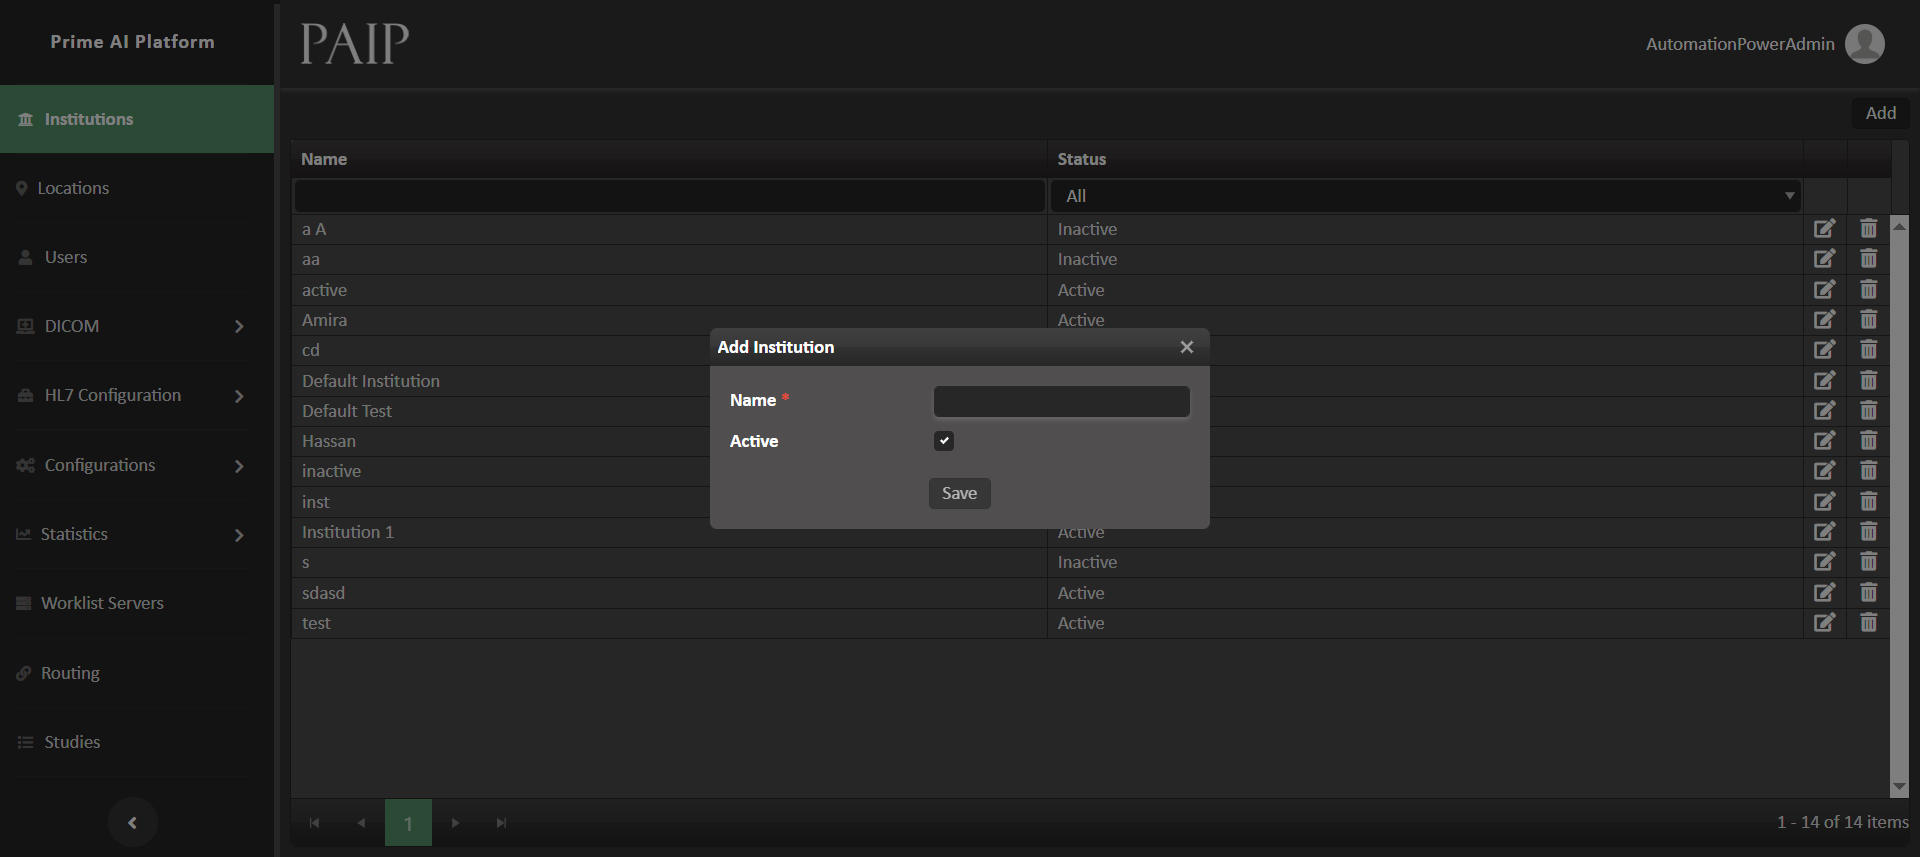 Prime AI Platform
PAIP
AutomationPowerAdmin
Institutions
Locations
Users
DICOM
HL7 Configuration
Configurations
Statistics
Worklist Servers
Routing
Studies
Add
Name Status
All
a A Inactive
aa Inactive
active Active
Amira Active
cd
Default Institution
Default Test
Hassan
inactive
inst
Institution 1 Active
s Inactive
sdasd Active
test Active
Add Institution
Name *
Active
Save
1
1 - 14 of 14 items